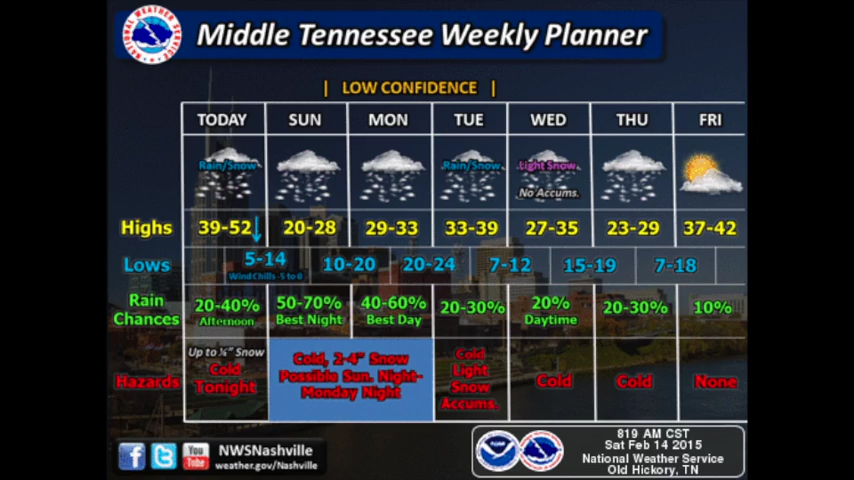 NATIONAL WEATHER SERVICE
Middle Tennessee Weekly Planner
| LOW CONFIDENCE |
TODAY SUN MON TUE WED THU FRI
Rain/Snow Rain/Snow Light Snow
No Accums.
Highs 39-52 20-28 29-33 33-39 27-35 23-29 37-42
Lows 5-14 10-20 20-24 7-12 15-19 7-18
Wind Chills -5 to 0
Rain Chances
20-40% Afternoon
50-70% Best Night
40-60% Best Day
20-30%
20% Daytime
20-30%
10%
Hazards
Up to ¼" Snow
Cold
Tonight
Cold, 2-4" Snow
Possible Sun. Night-
Monday Night
Cold
Light
Snow
Accums.
Cold
Cold
None
f t You Tube
NWSNashville
weather.gov/Nashville
NOAA
819 AM CST
Sat Feb 14 2015
National Weather Service
Old Hickory, TN